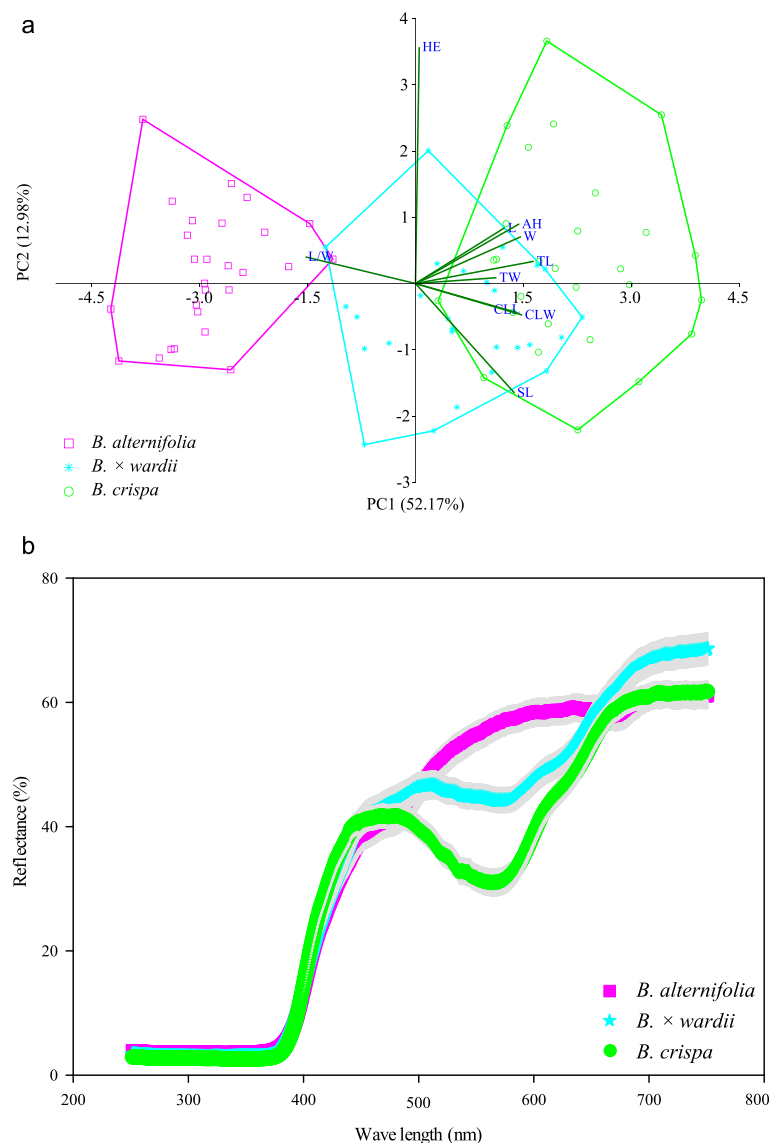 a
4
3
2
1
-1
-2
-3
-4.5
-3.0
-1.5
1.5
3.0
4.5
PC2 (12.98%)
PC1 (52.17%)
HE
AH
L
W
TL
TW
CLL
CLW
SL
L/W
B. alternifolia
B. × wardii
B. crispa
b
80
60
40
20
0
200
300
400
500
600
700
800
Reflectance (%)
Wave length (nm)
B. alternifolia
B. × wardii
B. crispa